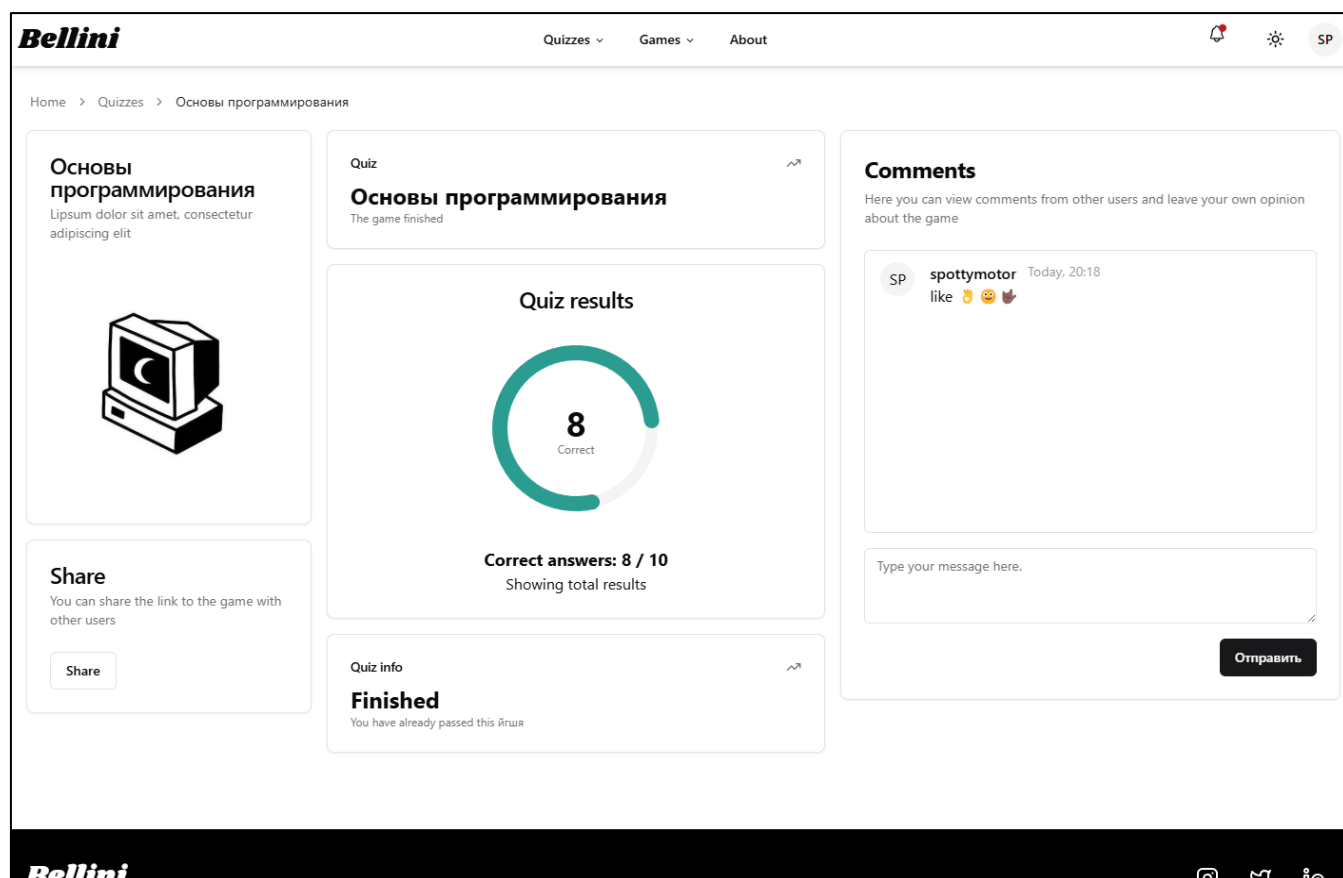 Bellini
Quizzes
Games
About
SP
Home > Quizzes > Основы программирования
Основы
программирования
Lipsum dolor sit amet, consectetur
adipiscing elit
Share
You can share the link to the game with
other users
Share
Quiz
Основы программирования
The game finished
Quiz results
8
Correct
Correct answers: 8 / 10
Showing total results
Quiz info
Finished
You have already passed this йгшя
Comments
Here you can view comments from other users and leave your own opinion
about the game
SP
spottymotor Today, 20:18
like 👌 🙂 🤟🏾
Type your message here.
Отправить
Bellini